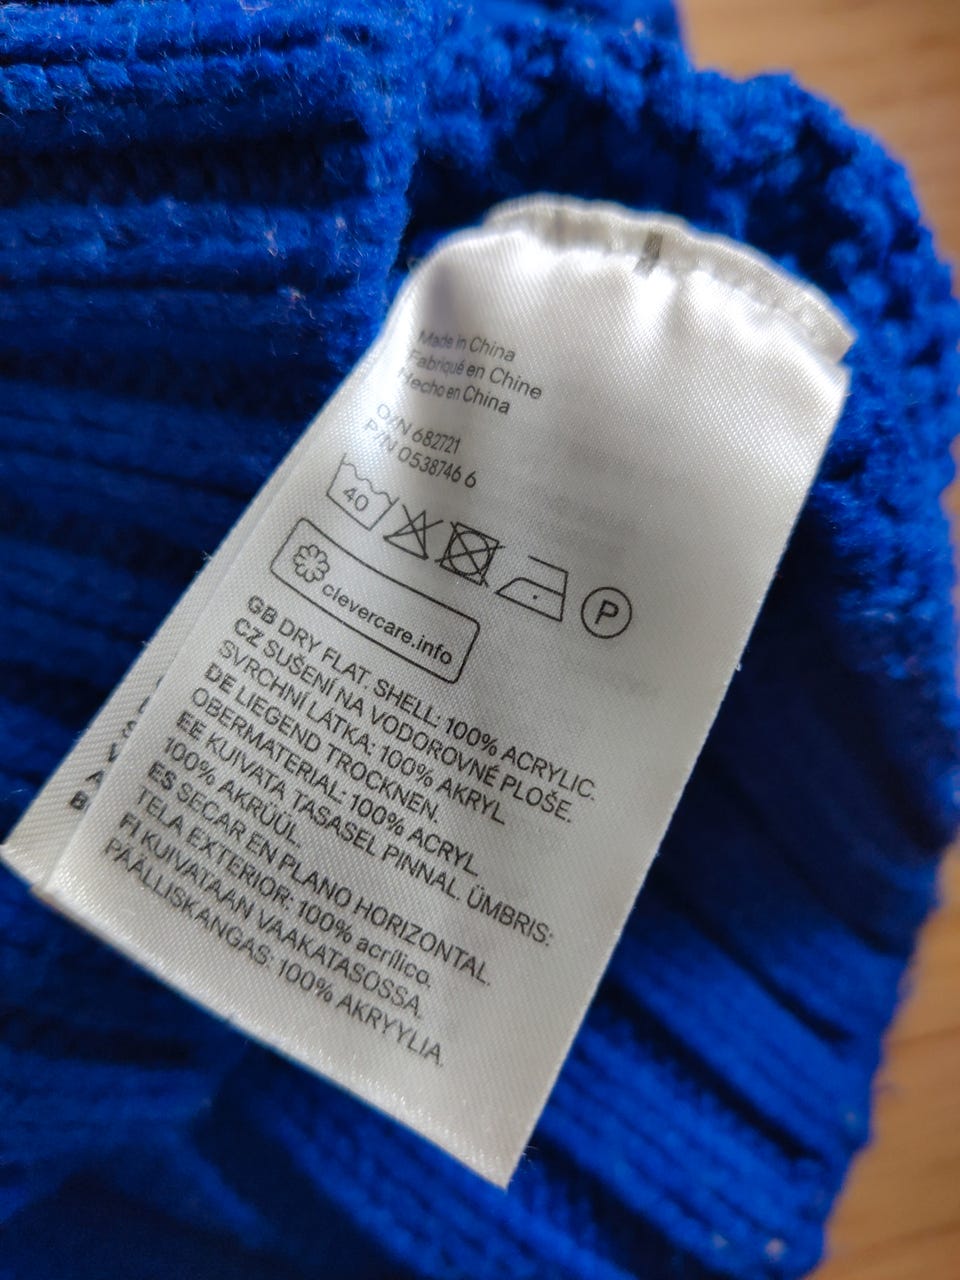 Made in China
Fabriqué en Chine
Hecho en China
O/N 682721
P/N 0538746 6
40
P
clevercare.info
GB DRY FLAT SHELL: 100% ACRYLIC.
CZ SUŠENÍ NA VODOROVNÉ PLOŠE.
SVRCHNÍ LÁTKA: 100% AKRYL.
DE LIEGEND TROCKNEN.
OBERMATERIAL: 100% ACRYL.
EE KUIVATA TASASEL PINNAL. ÜMBRIS:
100% AKRÜÜL.
ES SECAR EN PLANO HORIZONTAL.
TELA EXTERIOR: 100% acrílico.
FI KUIVATAAN VAAKATASOSSA.
PÄÄLLISKANGAS: 100% AKRYYLIA.